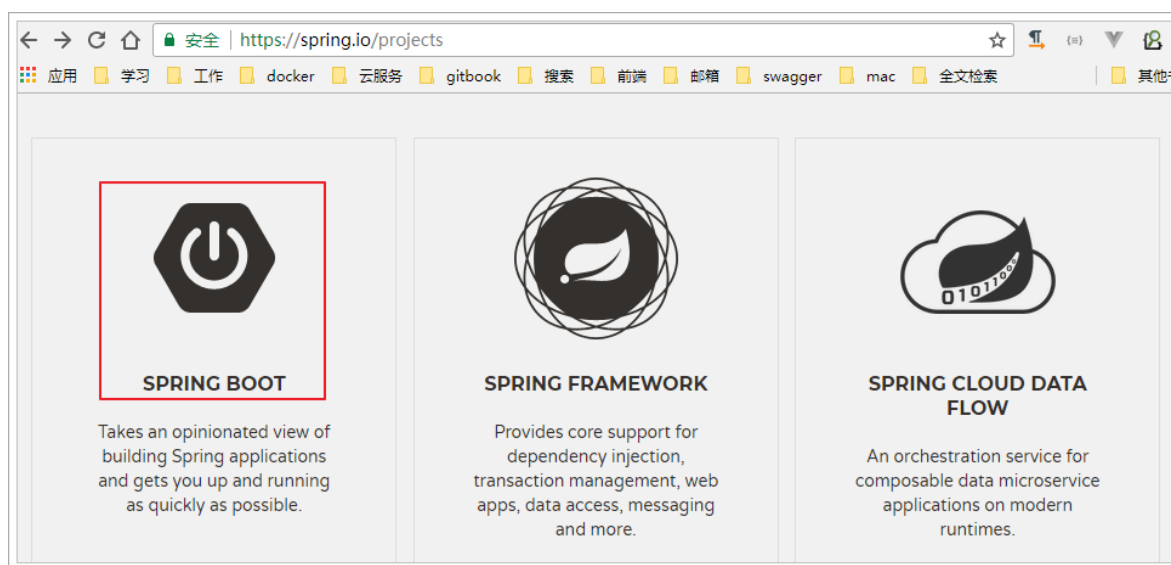 安全 | https://spring.io/projects
应用 学习 工作 docker 云服务 gitbook 搜索 前端 邮箱 swagger mac 全文检索 其他
SPRING BOOT
Takes an opinionated view of
building Spring applications
and gets you up and running
as quickly as possible.
SPRING FRAMEWORK
Provides core support for
dependency injection,
transaction management, web
apps, data access, messaging
and more.
SPRING CLOUD DATA
FLOW
An orchestration service for
composable data microservice
applications on modern
runtimes.
01011000